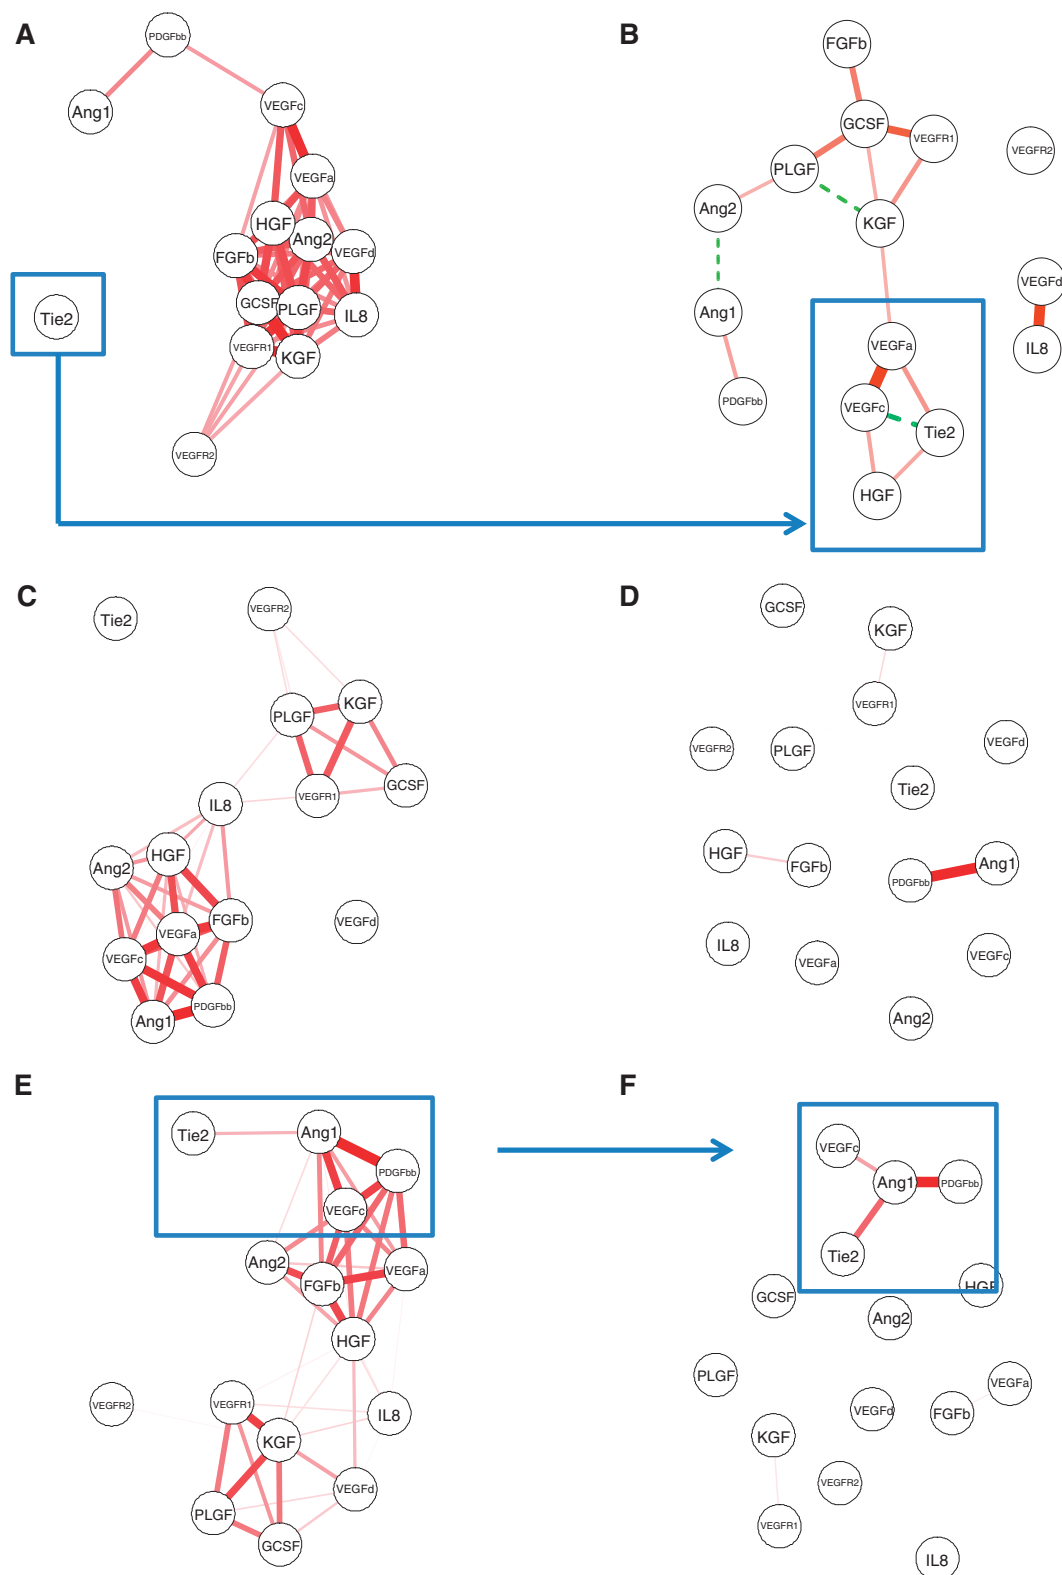 A
PDGFbb
Ang1
VEGFc
VEGFa
HGF
Ang2
FGFb
VEGFd
GCSF
PLGF
IL8
Tie2
VEGFR1
KGF
VEGFR2
B
FGFb
GCSF
VEGFR1
VEGFR2
PLGF
Ang2
KGF
VEGFd
Ang1
IL8
VEGFa
PDGFbb
VEGFc
Tie2
HGF
C
Tie2
VEGFR2
PLGF
KGF
GCSF
VEGFR1
IL8
HGF
Ang2
FGFb
VEGFd
VEGFa
VEGFc
PDGFbb
Ang1
D
GCSF
KGF
VEGFR1
VEGFR2
PLGF
VEGFd
Tie2
HGF
FGFb
Ang1
PDGFbb
IL8
VEGFa
VEGFc
Ang2
E
Tie2
Ang1
PDGFbb
VEGFc
Ang2
FGFb
VEGFa
HGF
VEGFR2
VEGFR1
IL8
KGF
VEGFd
PLGF
GCSF
F
VEGFc
Ang1
PDGFbb
Tie2
HGF
GCSF
Ang2
PLGF
VEGFa
VEGFd
FGFb
KGF
VEGFR2
VEGFR1
IL8